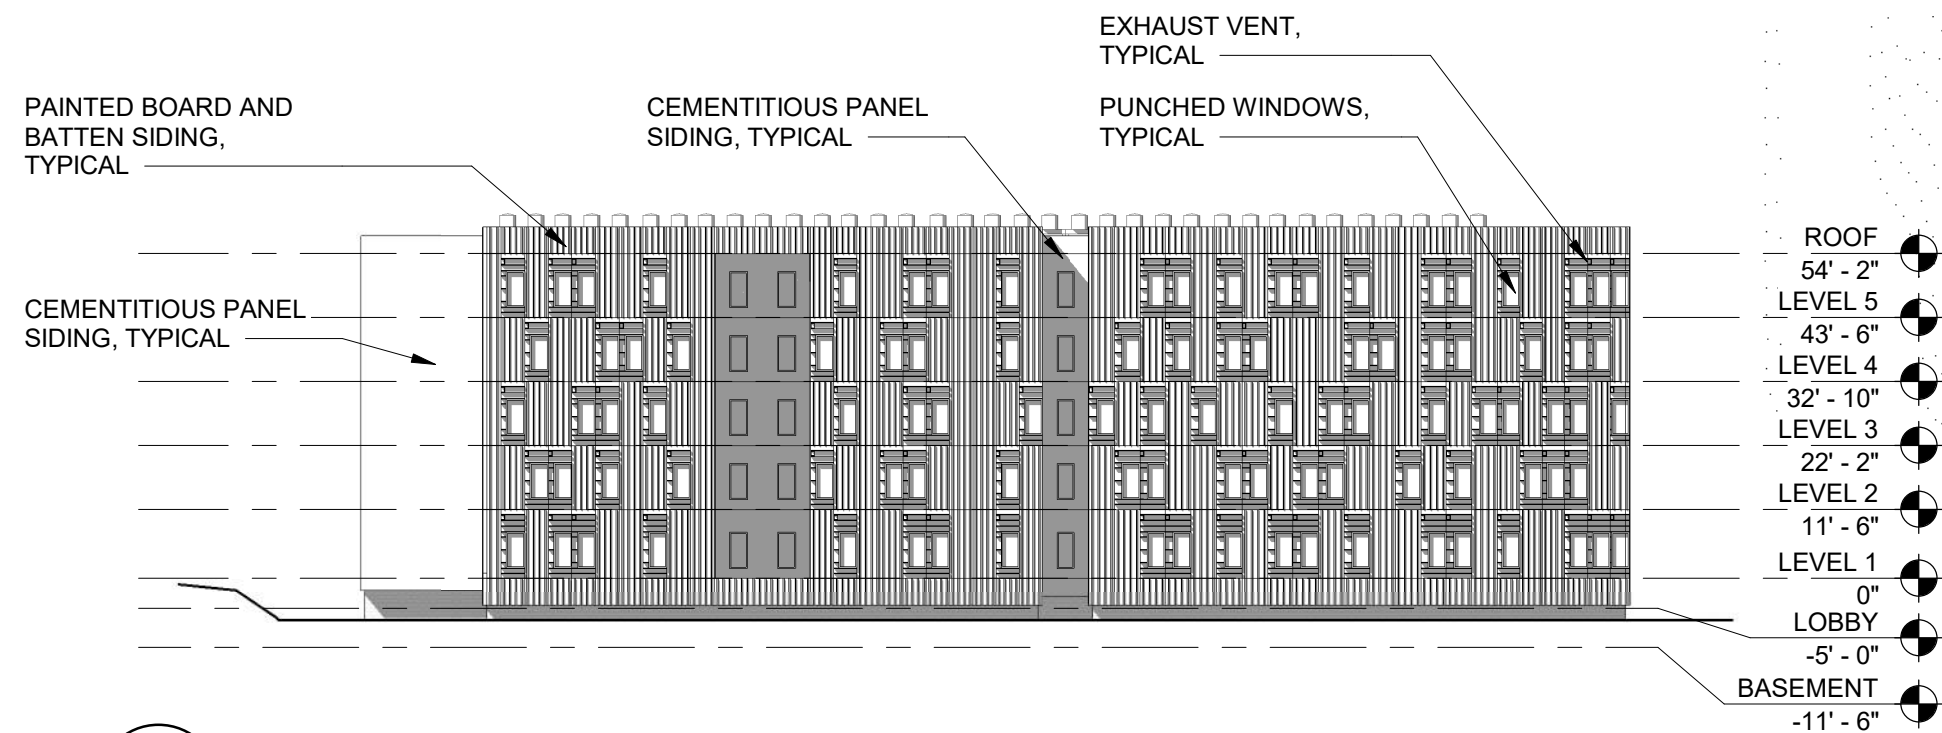 EXHAUST VENT,
TYPICAL
PAINTED BOARD AND
BATTEN SIDING,
TYPICAL
CEMENTITIOUS PANEL
SIDING, TYPICAL
PUNCHED WINDOWS,
TYPICAL
CEMENTITIOUS PANEL
SIDING, TYPICAL
ROOF
54' - 2"
LEVEL 5
43' - 6"
LEVEL 4
32' - 10"
LEVEL 3
22' - 2"
LEVEL 2
11' - 6"
LEVEL 1
0"
LOBBY
-5' - 0"
BASEMENT
-11' - 6"